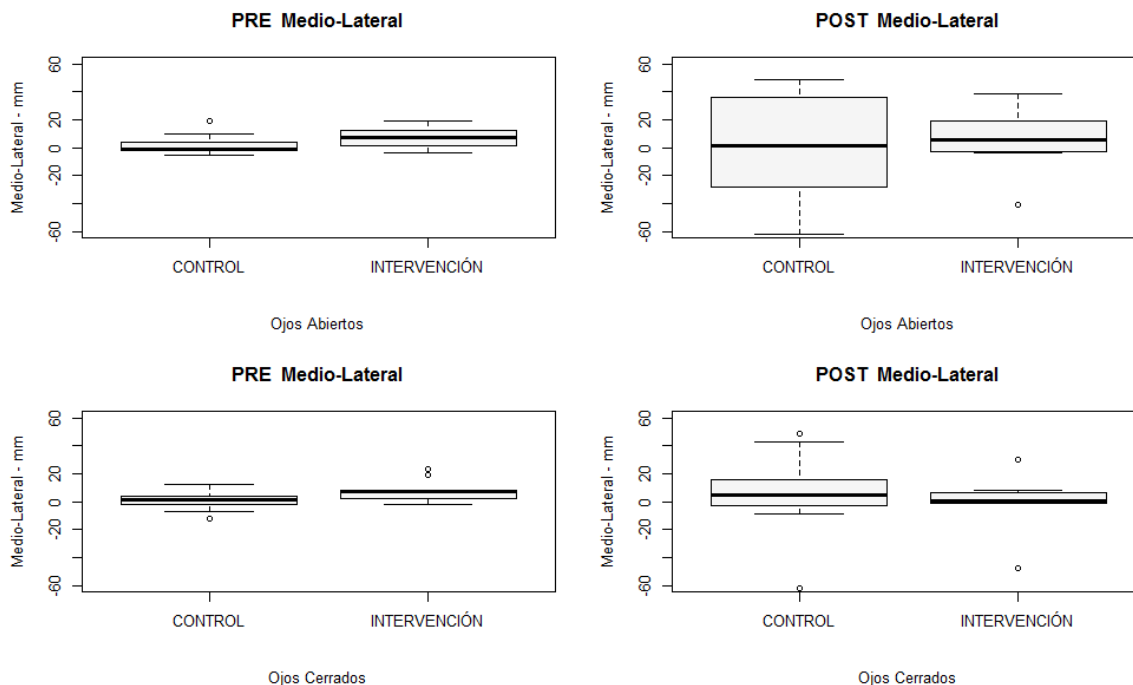 PRE Medio-Lateral
Medio-Lateral - mm
60
20
0
-20
-60
CONTROL
INTERVENCIÓN
Ojos Abiertos
POST Medio-Lateral
Medio-Lateral - mm
60
20
0
-20
-60
CONTROL
INTERVENCIÓN
Ojos Abiertos
PRE Medio-Lateral
Medio-Lateral - mm
60
20
0
-20
-60
CONTROL
INTERVENCIÓN
Ojos Cerrados
POST Medio-Lateral
Medio-Lateral - mm
60
20
0
-20
-60
CONTROL
INTERVENCIÓN
Ojos Cerrados